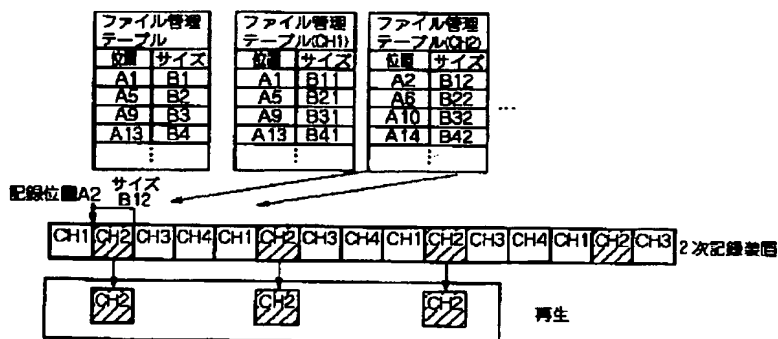 ファイル管理
テーブル
位置 サイズ
A1 B1
A5 B2
A9 B3
A13 B4
⋮
ファイル管理
テーブル(CH1)
位置 サイズ
A1 B11
A5 B21
A9 B31
A13 B41
⋮
ファイル管理
テーブル(CH2)
位置 サイズ
A2 B12
A6 B22
A10 B32
A14 B42
⋮
…
記録位置A2
サイズ
B12
CH1 CH2 CH3 CH4 CH1 CH2 CH3 CH4 CH1 CH2 CH3 CH4 CH1 CH2 CH3
2次記録装置
CH2 CH2 CH2
再生